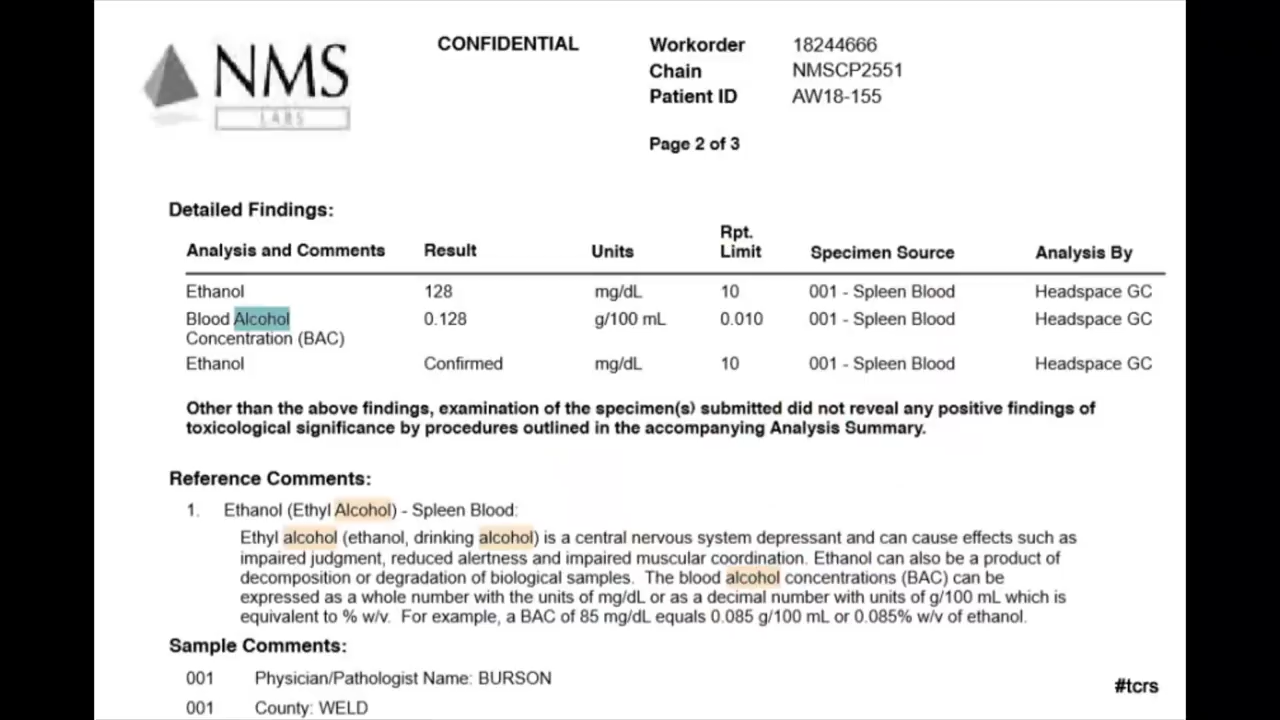 NMS
LABS
CONFIDENTIAL
Workorder 18244666
Chain NMSCP2551
Patient ID AW18-155
Page 2 of 3
Detailed Findings:
Analysis and Comments Result Units Rpt. Limit Specimen Source Analysis By
Ethanol 128 mg/dL 10 001 - Spleen Blood Headspace GC
Blood Alcohol 0.128 g/100 mL 0.010 001 - Spleen Blood Headspace GC
Concentration (BAC)
Ethanol Confirmed mg/dL 10 001 - Spleen Blood Headspace GC
Other than the above findings, examination of the specimen(s) submitted did not reveal any positive findings of
toxicological significance by procedures outlined in the accompanying Analysis Summary.
Reference Comments:
1. Ethanol (Ethyl Alcohol) - Spleen Blood:
Ethyl alcohol (ethanol, drinking alcohol) is a central nervous system depressant and can cause effects such as
impaired judgment, reduced alertness and impaired muscular coordination. Ethanol can also be a product of
decomposition or degradation of biological samples. The blood alcohol concentrations (BAC) can be
expressed as a whole number with the units of mg/dL or as a decimal number with units of g/100 mL which is
equivalent to % w/v. For example, a BAC of 85 mg/dL equals 0.085 g/100 mL or 0.085% w/v of ethanol.
Sample Comments:
001 Physician/Pathologist Name: BURSON
001 County: WELD
#tcrs